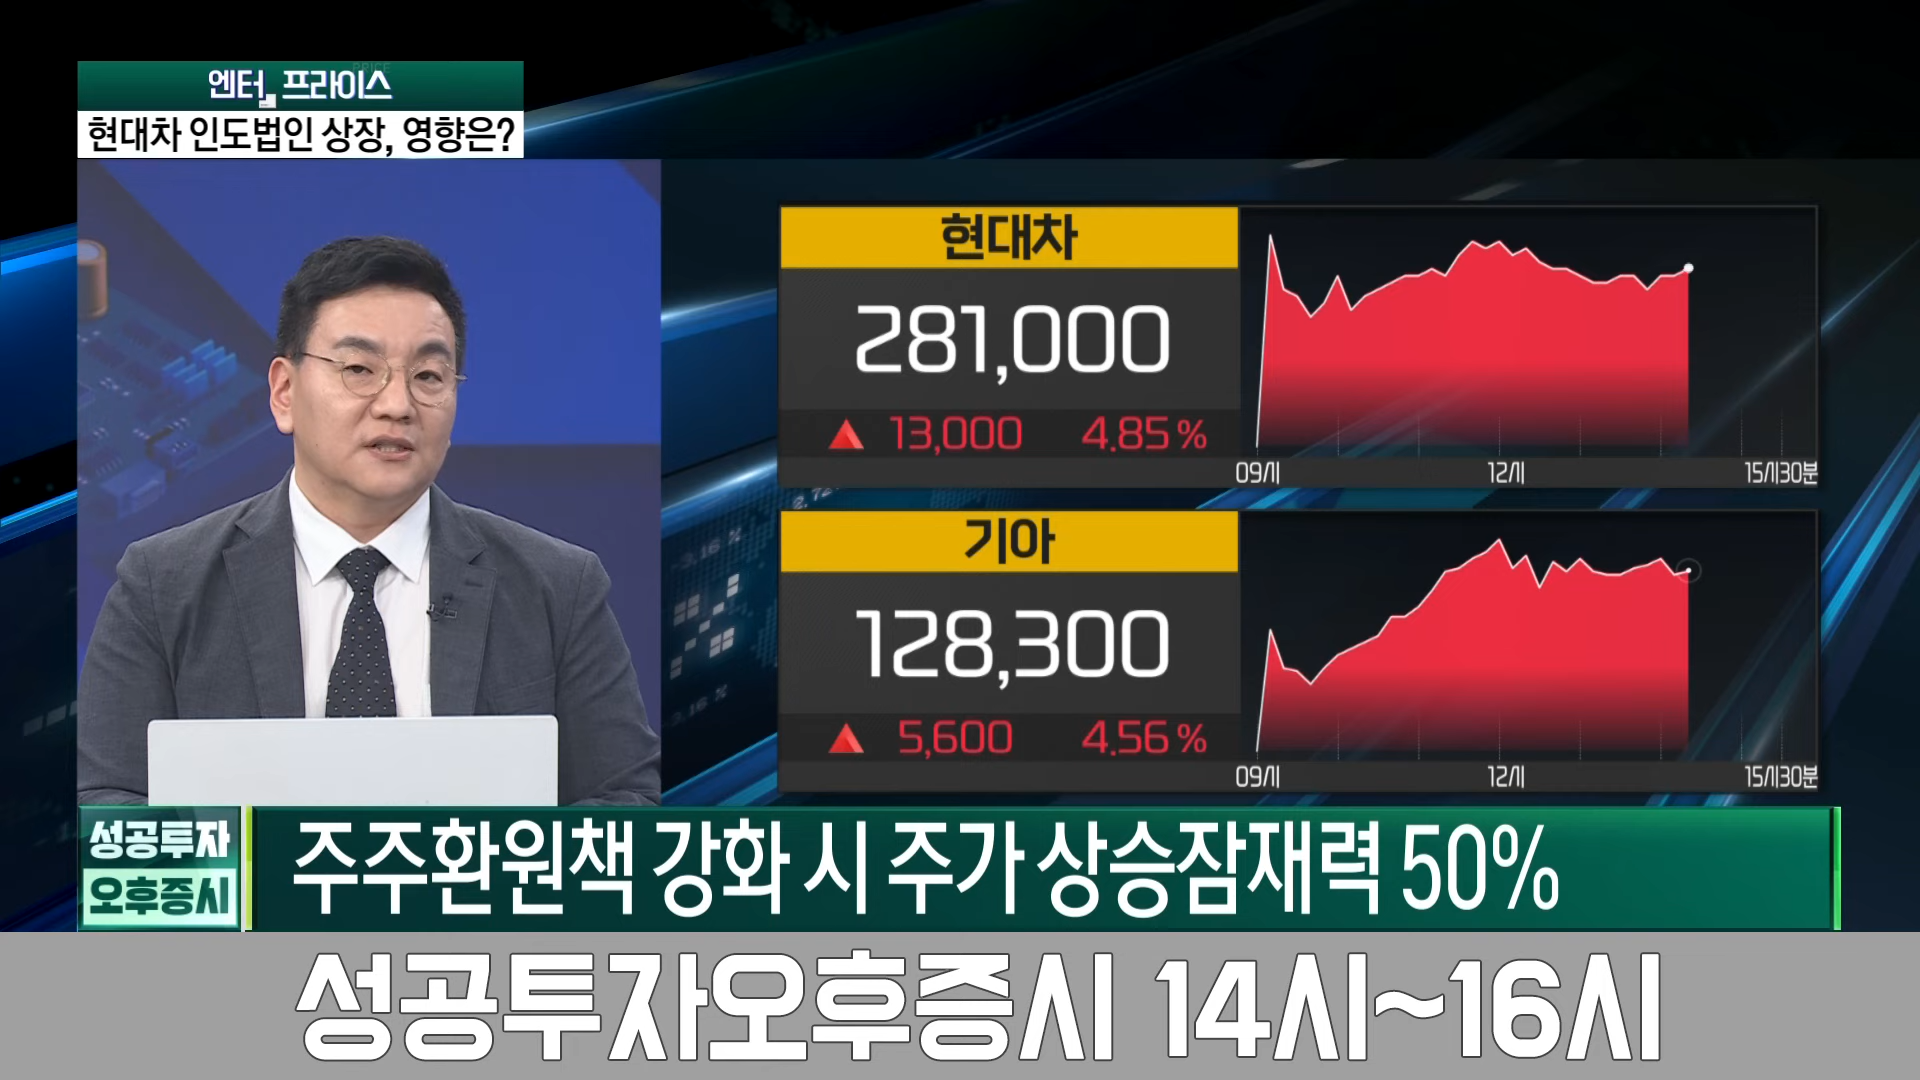 엔터 프라이스
PRICE
현대차 인도법인 상장, 영향은?
현대차
281,000
▲ 13,000 4.85%
09시 12시 15시30분
기아
128,300
▲ 5,600 4.56%
09시 12시 15시30분
성공투자
오후증시
주주환원책 강화 시 주가 상승잠재력 50%
성공투자오후증시 14시~16시